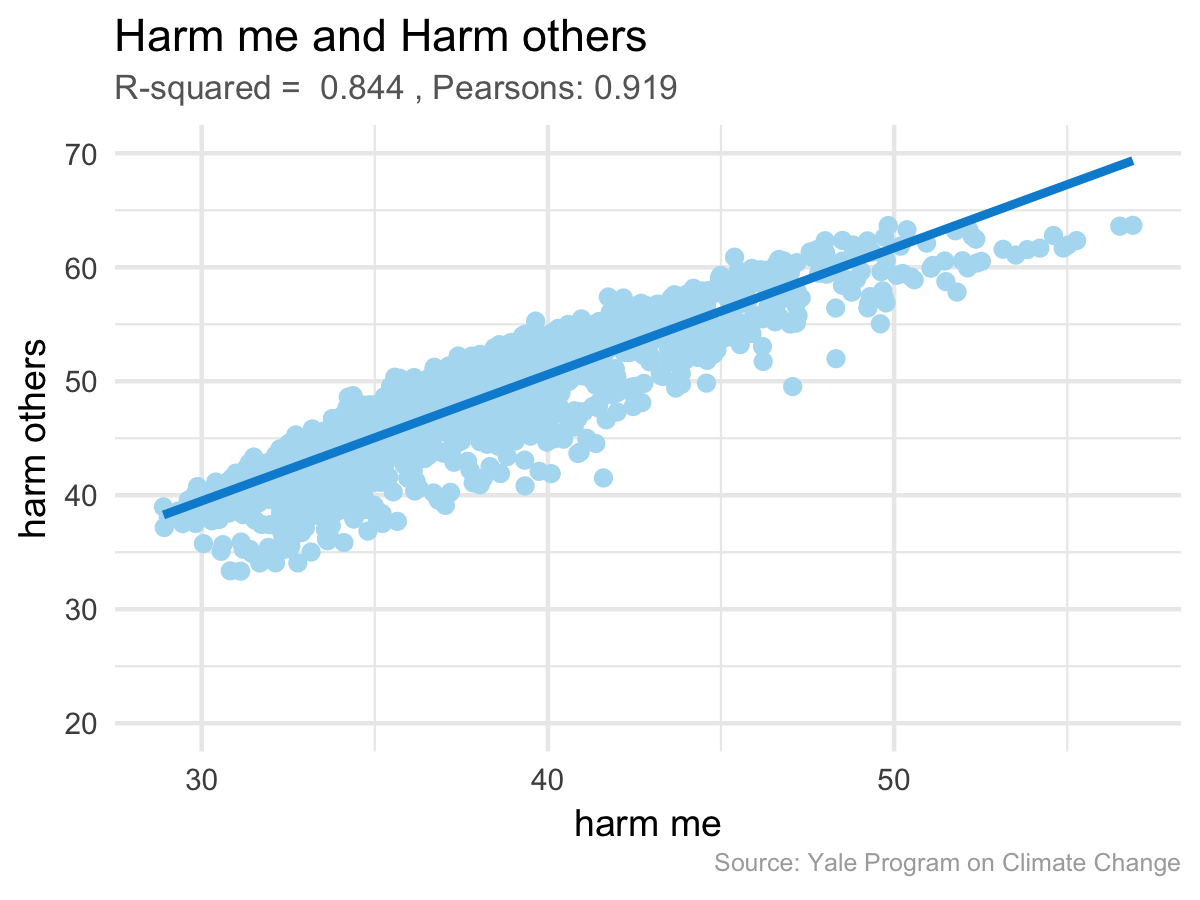 Harm me and Harm others
R-squared =  0.844 , Pearsons: 0.919
70
60
50
40
30
20
harm others
30 40 50
harm me
Source: Yale Program on Climate Change